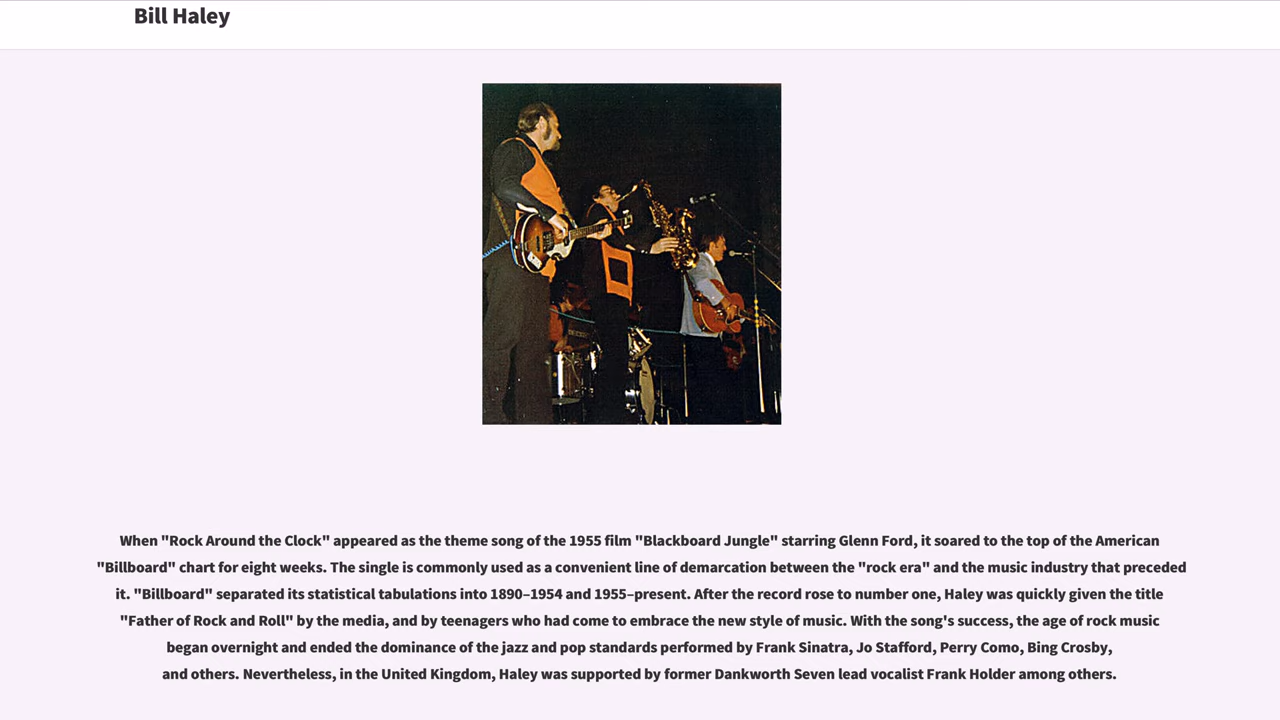 Bill Haley
When "Rock Around the Clock" appeared as the theme song of the 1955 film "Blackboard Jungle" starring Glenn Ford, it soared to the top of the American
"Billboard" chart for eight weeks. The single is commonly used as a convenient line of demarcation between the "rock era" and the music industry that preceded
it. "Billboard" separated its statistical tabulations into 1890–1954 and 1955–present. After the record rose to number one, Haley was quickly given the title
"Father of Rock and Roll" by the media, and by teenagers who had come to embrace the new style of music. With the song's success, the age of rock music
began overnight and ended the dominance of the jazz and pop standards performed by Frank Sinatra, Jo Stafford, Perry Como, Bing Crosby,
and others. Nevertheless, in the United Kingdom, Haley was supported by former Dankworth Seven lead vocalist Frank Holder among others.